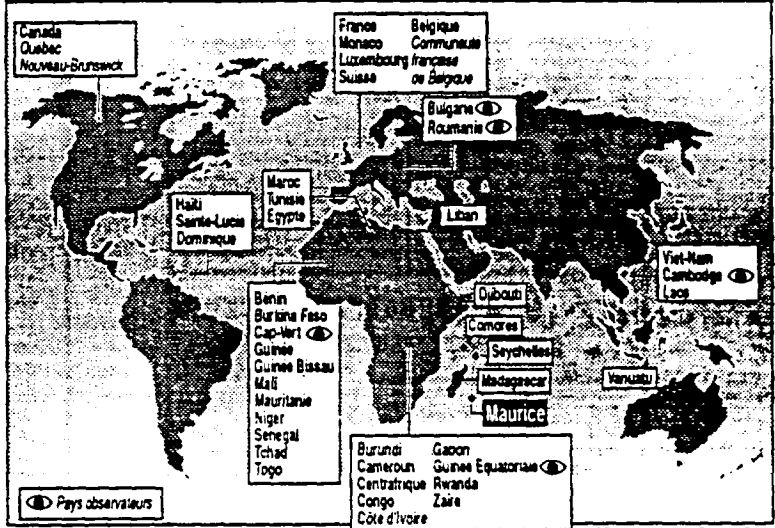 Canada
Quebec
Nouveau-Brunswick
France Belgique
Monaco Communaute
Luxembourg française
Suisse de Belgique
Bulgarie
Roumanie
Maroc
Tunisie
Egypte
Haïti
Sainte-Lucie
Dominique
Liban
Viet-Nam
Cambodge
Laos
Benin
Burkina Faso
Cap-Vert
Guinee
Guinee Bissau
Mali
Mauritanie
Niger
Senegal
Tchad
Togo
Djibouti
Comores
Seychelles
Madagascar
Vanuatu
Maurice
Burundi Gabon
Cameroun Guinee Equatoriale
Centrafrique Rwanda
Congo Zaire
Côte d'Ivoire
Pays observateurs